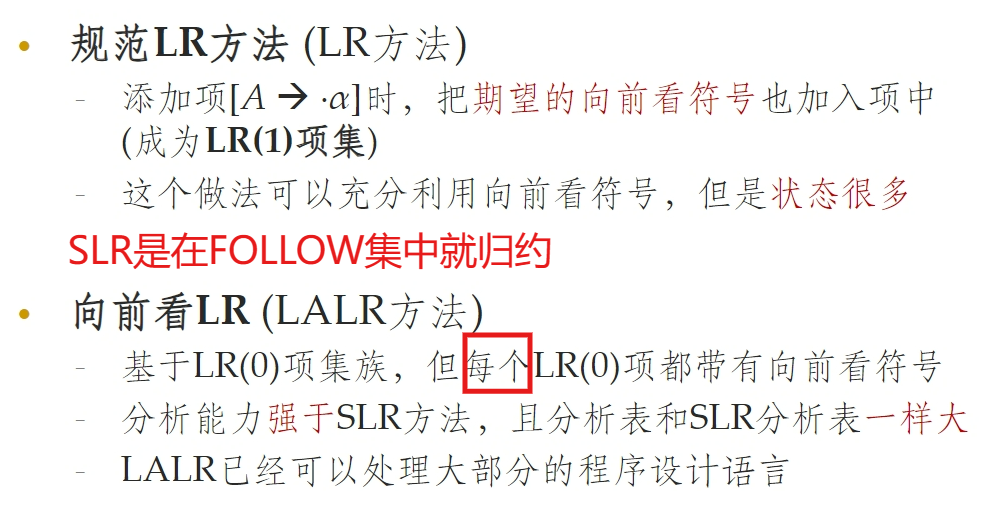 • 规范LR方法 (LR方法)
- 添加项[A → ·α]时，把期望的向前看符号也加入项中
(成为LR(1)项集)
- 这个做法可以充分利用向前看符号，但是状态很多
SLR是在FOLLOW集中就归约
• 向前看LR (LALR方法)
- 基于LR(0)项集族，但每个LR(0)项都带有向前看符号
- 分析能力强于SLR方法，且分析表和SLR分析表一样大
- LALR已经可以处理大部分的程序设计语言